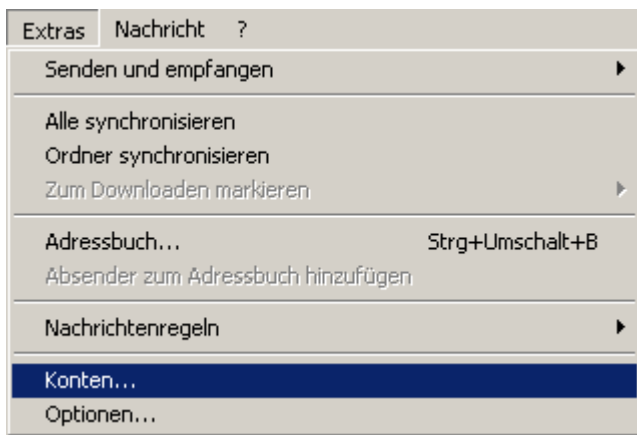 Extras Nachricht ?
Senden und empfangen
Alle synchronisieren
Ordner synchronisieren
Zum Downloaden markieren
Adressbuch... Strg+Umschalt+B
Absender zum Adressbuch hinzufügen
Nachrichtenregeln
Konten...
Optionen...